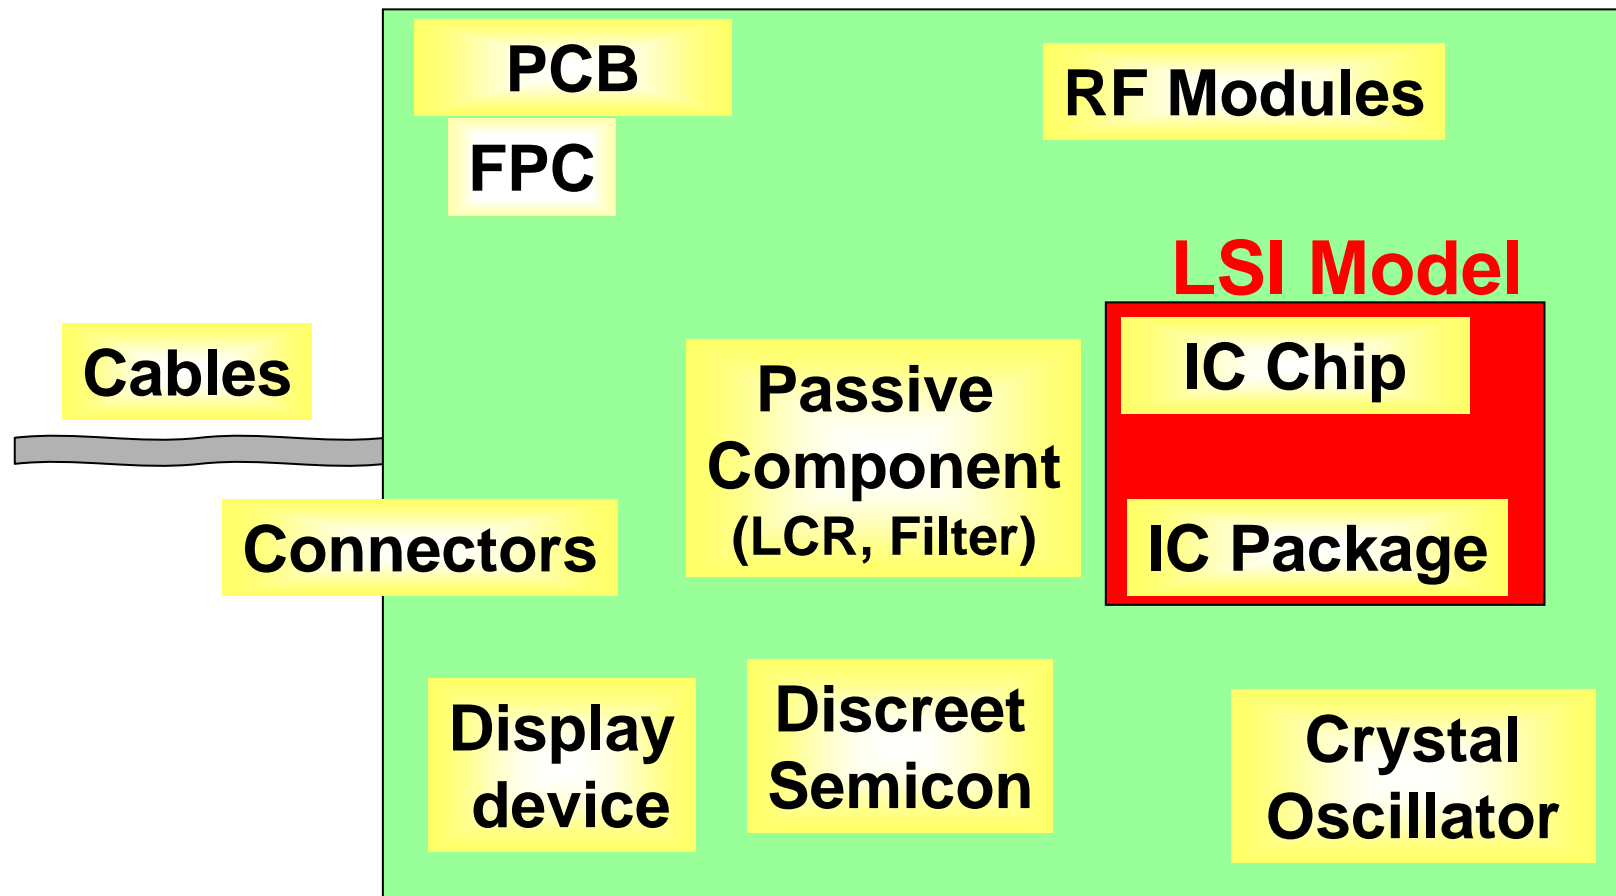 PCB
FPC
RF Modules
LSI Model
Cables
Passive
Component
(LCR, Filter)
IC Chip
Connectors
IC Package
Display
device
Discreet
Semicon
Crystal
Oscillator